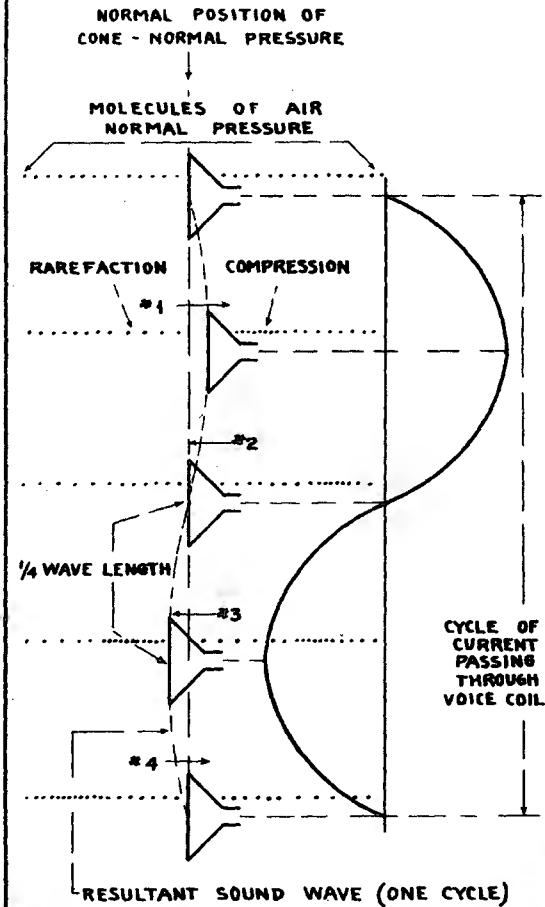 NORMAL POSITION OF
CONE - NORMAL PRESSURE
MOLECULES OF AIR
NORMAL PRESSURE
RAREFACTION
COMPRESSION
#1
#2
1/4 WAVE LENGTH
#3
CYCLE OF
CURRENT
PASSING
THROUGH
VOICE COIL
#4
RESULTANT SOUND WAVE (ONE CYCLE)